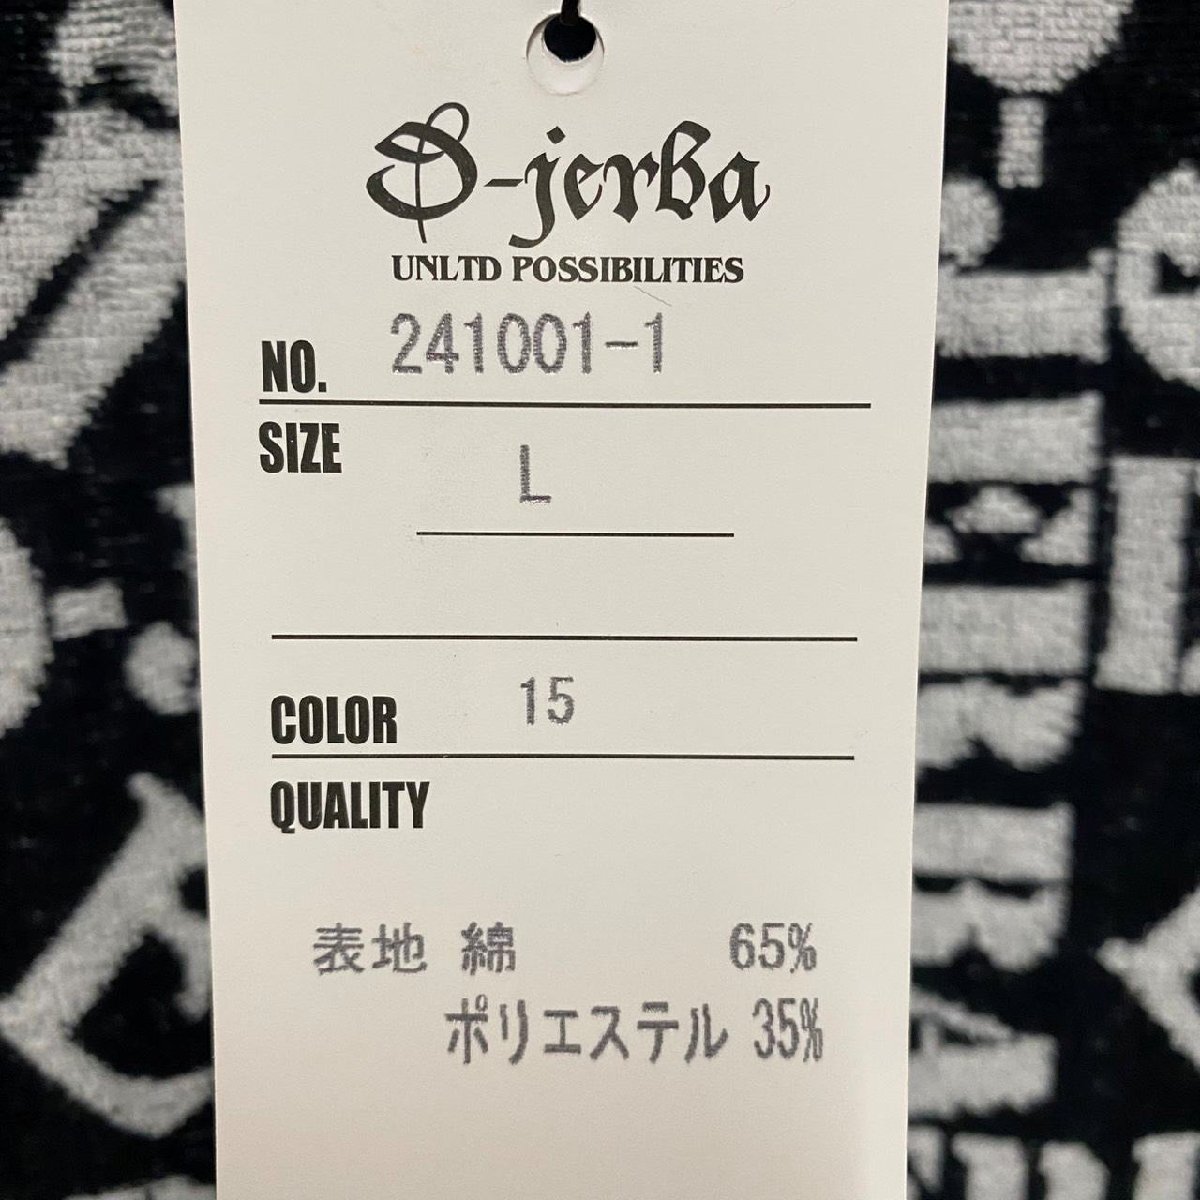 D-jerba
UNLTD POSSIBILITIES
NO. 241001-1
SIZE L
COLOR 15
QUALITY
表地 綿 65%
ポリエステル 35%